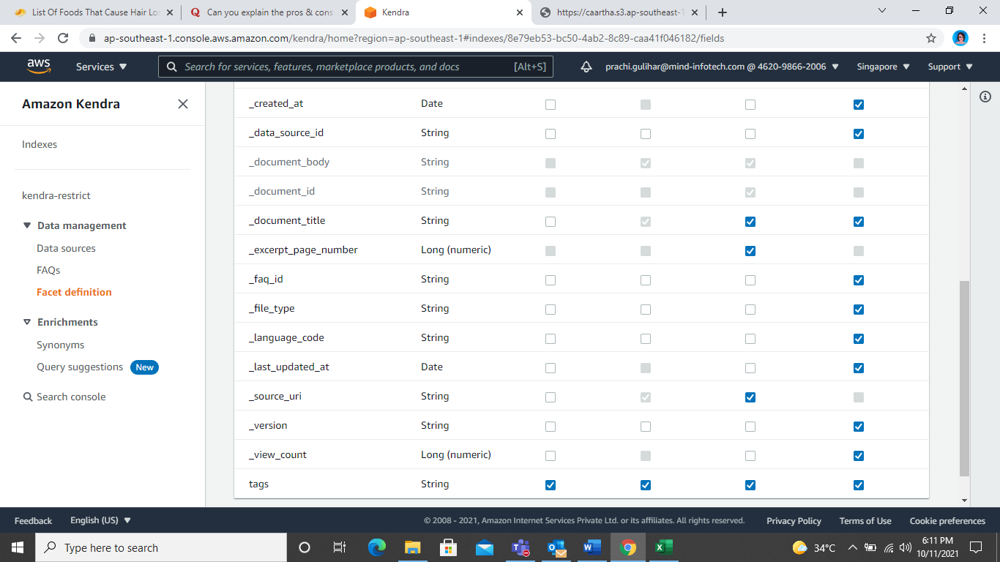 List Of Foods That Cause Hair Lo
Can you explain the pros & cons
Kendra
https://caartha.s3.ap-southeast-1
ap-southeast-1.console.aws.amazon.com/kendra/home?region=ap-southeast-1#indexes/8e79eb53-bc50-4ab2-8c89-caa41f046182/fields
aws
Services
Search for services, features, marketplace products, and docs
[Alt+S]
prachi.gulihar@mind-infotech.com @ 4620-9866-2006
Singapore
Support
Amazon Kendra
Indexes
kendra-restrict
Data management
Data sources
FAQs
Facet definition
Enrichments
Synonyms
Query suggestions New
Search console
_created_at Date
_data_source_id String
_document_body String
_document_id String
_document_title String
_excerpt_page_number Long (numeric)
_faq_id String
_file_type String
_language_code String
_last_updated_at Date
_source_uri String
_version String
_view_count Long (numeric)
tags String
Feedback
English (US)
© 2008 - 2021, Amazon Internet Services Private Ltd. or its affiliates. All rights reserved.
Privacy Policy
Terms of Use
Cookie preferences
Type here to search
34°C
6:11 PM
10/11/2021